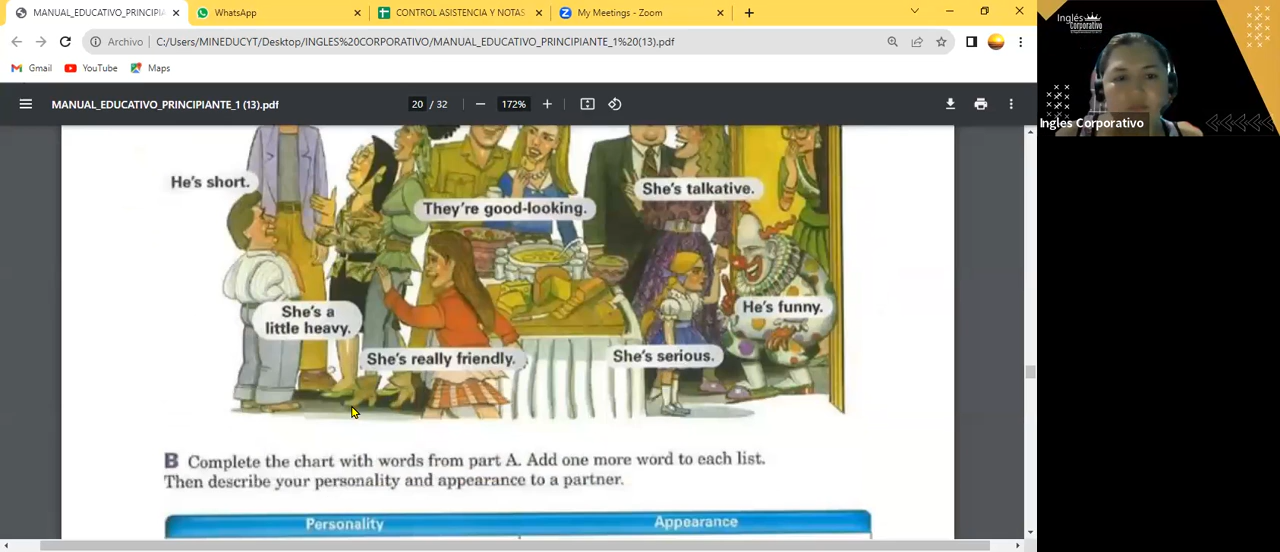 MANUAL_EDUCATIVO_PRINCIPIA
WhatsApp
CONTROL ASISTENCIA Y NOTAS
My Meetings - Zoom
Archivo
C:/Users/MINEDUCYT/Desktop/INGLES%20CORPORATIVO/MANUAL_EDUCATIVO_PRINCIPIANTE_1%20(13).pdf
Gmail
YouTube
Maps
MANUAL_EDUCATIVO_PRINCIPIANTE_1 (13).pdf
20 / 32
172%
Inglés
Corporativo
Ingles Corporativo
He's short.
She's talkative.
They're good-looking.
She's a
little heavy.
He's funny.
She's really friendly.
She's serious.
B Complete the chart with words from part A. Add one more word to each list.
Then describe your personality and appearance to a partner.
Personality
Appearance